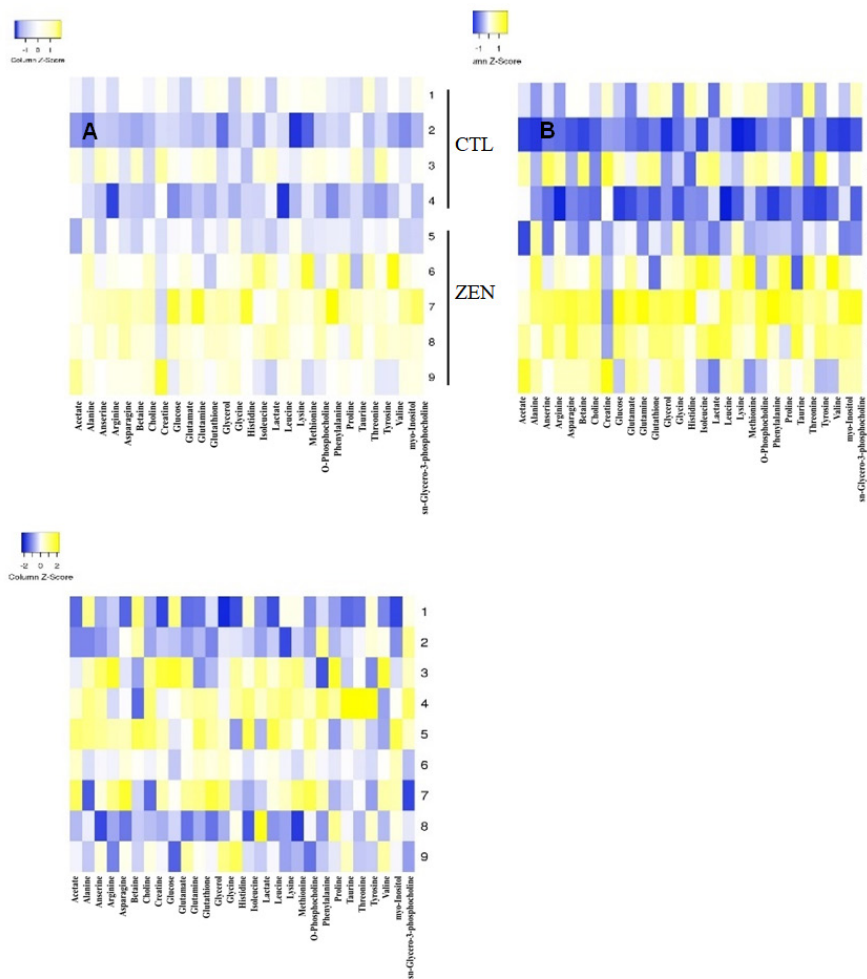 -1 0 1
Column Z-Score
-1 1
ımn Z-Score
A
B
1
2
3
4
5
6
7
8
9
CTL
ZEN
Acetate
Alanine
Anserine
Arginine
Asparagine
Betaine
Choline
Creatine
Glucose
Glutamate
Glutamine
Glutathione
Glycerol
Glycine
Histidine
Isoleucine
Lactate
Leucine
Lysine
Methionine
O-Phosphocholine
Phenylalanine
Proline
Taurine
Threonine
Tyrosine
Valine
myo-Inositol
sn-Glycero-3-phosphocholine
Acetate
Alanine
Anserine
Arginine
Asparagine
Betaine
Choline
Creatine
Glucose
Glutamate
Glutamine
Glutathione
Glycerol
Glycine
Histidine
Isoleucine
Lactate
Leucine
Lysine
Methionine
O-Phosphocholine
Phenylalanine
Proline
Taurine
Threonine
Tyrosine
Valine
myo-Inositol
sn-Glycero-3-phosphocholine
-2 0 2
Column Z-Score
1
2
3
4
5
6
7
8
9
Acetate
Alanine
Anserine
Arginine
Asparagine
Betaine
Choline
Creatine
Glucose
Glutamate
Glutamine
Glutathione
Glycerol
Glycine
Histidine
Isoleucine
Lactate
Leucine
Lysine
Methionine
O-Phosphocholine
Phenylalanine
Proline
Taurine
Threonine
Tyrosine
Valine
myo-Inositol
sn-Glycero-3-phosphocholine